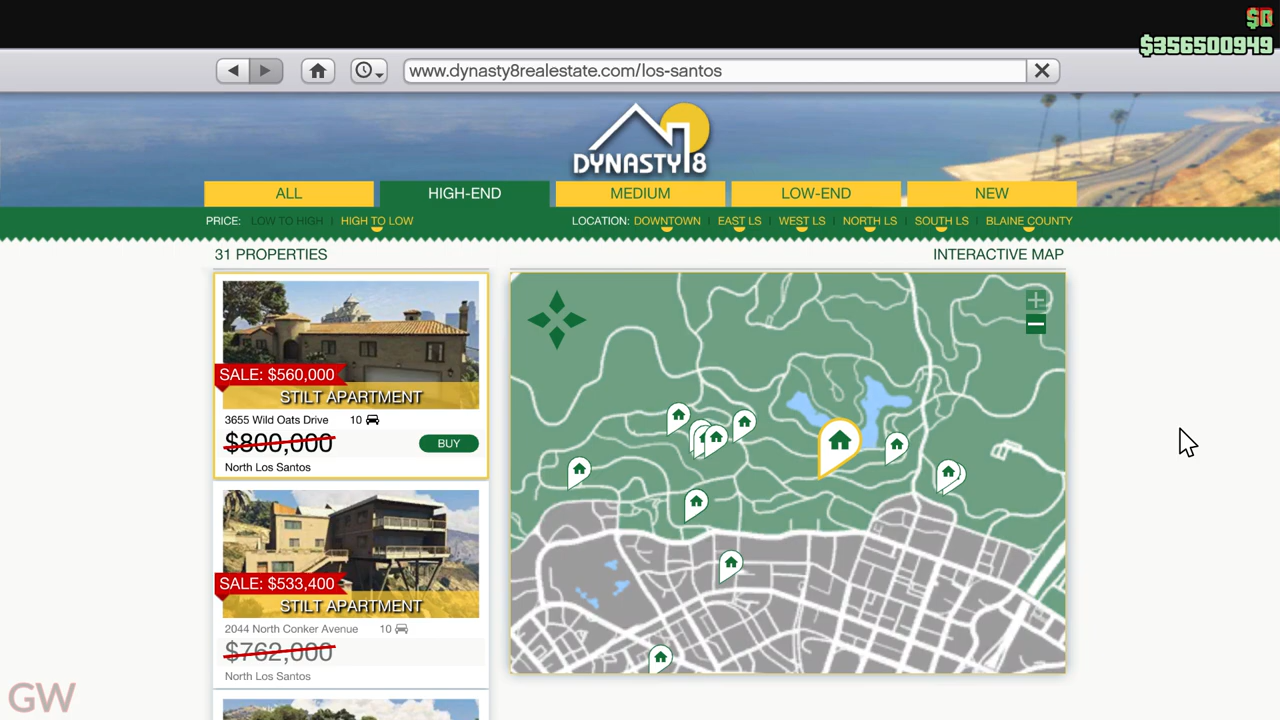 $0
$356500949
www.dynasty8realestate.com/los-santos
DYNASTY 8
ALL
HIGH-END
MEDIUM
LOW-END
NEW
PRICE: LOW TO HIGH | HIGH TO LOW
LOCATION: DOWNTOWN | EAST LS | WEST LS | NORTH LS | SOUTH LS | BLAINE COUNTY
31 PROPERTIES
INTERACTIVE MAP
SALE: $560,000
STILT APARTMENT
3655 Wild Oats Drive 10
$800,000
BUY
North Los Santos
SALE: $533,400
STILT APARTMENT
2044 North Conker Avenue 10
$762,000
North Los Santos
GW